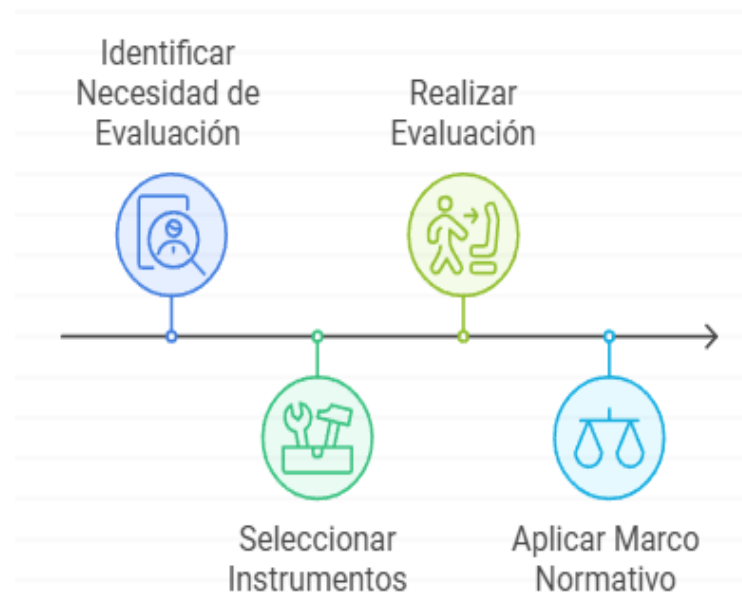 Identificar
Necesidad de
Evaluación
Realizar
Evaluación
Seleccionar
Instrumentos
Aplicar Marco
Normativo